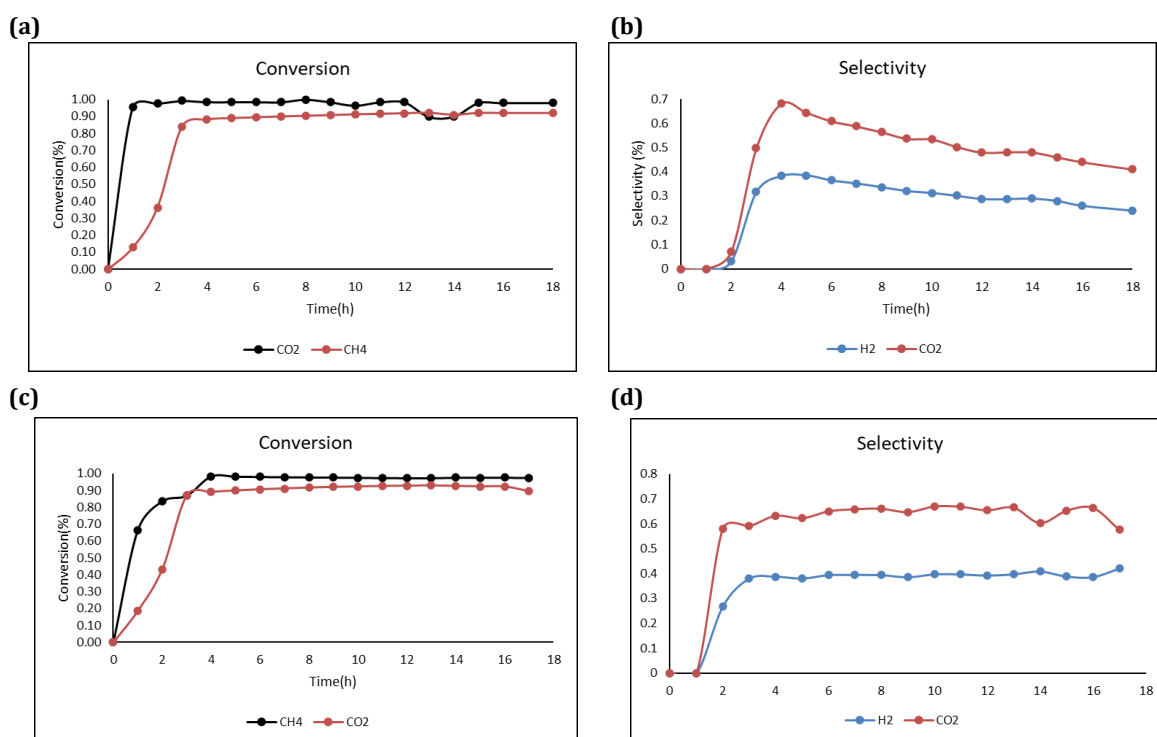 (a)
Conversion
Conversion(%)
1.00
0.90
0.80
0.70
0.60
0.50
0.40
0.30
0.20
0.10
0.00
0 2 4 6 8 10 12 14 16 18
Time(h)
CO2 CH4
(b)
Selectivity
Selectivity (%)
0.7
0.6
0.5
0.4
0.3
0.2
0.1
0
0 2 4 6 8 10 12 14 16 18
Time(h)
H2 CO2
(c)
Conversion
Conversion(%)
1.00
0.90
0.80
0.70
0.60
0.50
0.40
0.30
0.20
0.10
0.00
0 2 4 6 8 10 12 14 16 18
Time(h)
CH4 CO2
(d)
Selectivity
0.8
0.7
0.6
0.5
0.4
0.3
0.2
0.1
0
0 2 4 6 8 10 12 14 16 18
H2 CO2